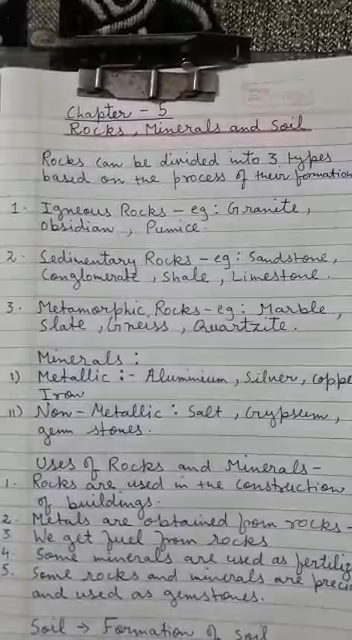 Chapter - 5
Rocks, Minerals and Soil
Rocks can be divided into 3 types
based on the process of their formation
1. Igneous Rocks - eg: Granite,
Obsidian, Pumice.
2. Sedimentary Rocks - eg: Sandstone,
Conglomerate, Shale, Limestone.
3. Metamorphic Rocks - eg: Marble,
Slate, Gneiss, Quartzite.
Minerals:
i) Metallic :- Aluminium, Silver, Coppe
Iron
ii) Non-Metallic: Salt, Gypsum,
gem stones.
Uses of Rocks and Minerals-
1. Rocks are used in the construction
of buildings.
2. Metals are obtained from rocks-
3 We get fuel from rocks
4. Some minerals are used as fertiliz
5. Some rocks and minerals are preci
and used as gemstones.
Soil → Formation of soil